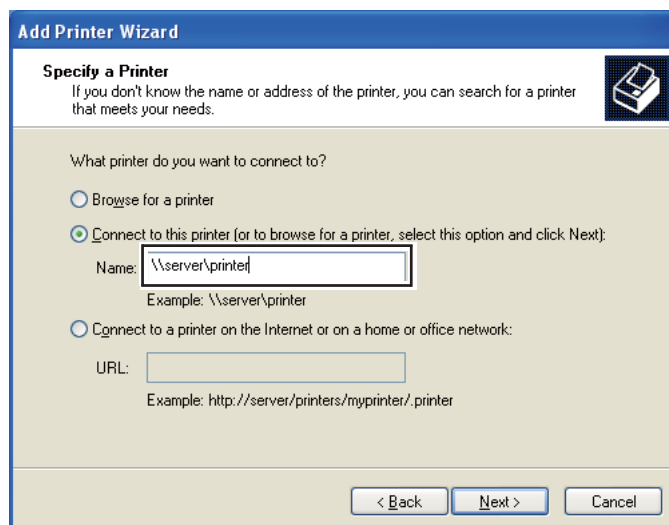 Add Printer Wizard
Specify a Printer
If you don't know the name or address of the printer, you can search for a printer
that meets your needs.
What printer do you want to connect to?
Browse for a printer
Connect to this printer (or to browse for a printer, select this option and click Next):
Name: \\server\printer
Example: \\server\printer
Connect to a printer on the Internet or on a home or office network:
URL:
Example: http://server/printers/myprinter/.printer
< Back Next > Cancel